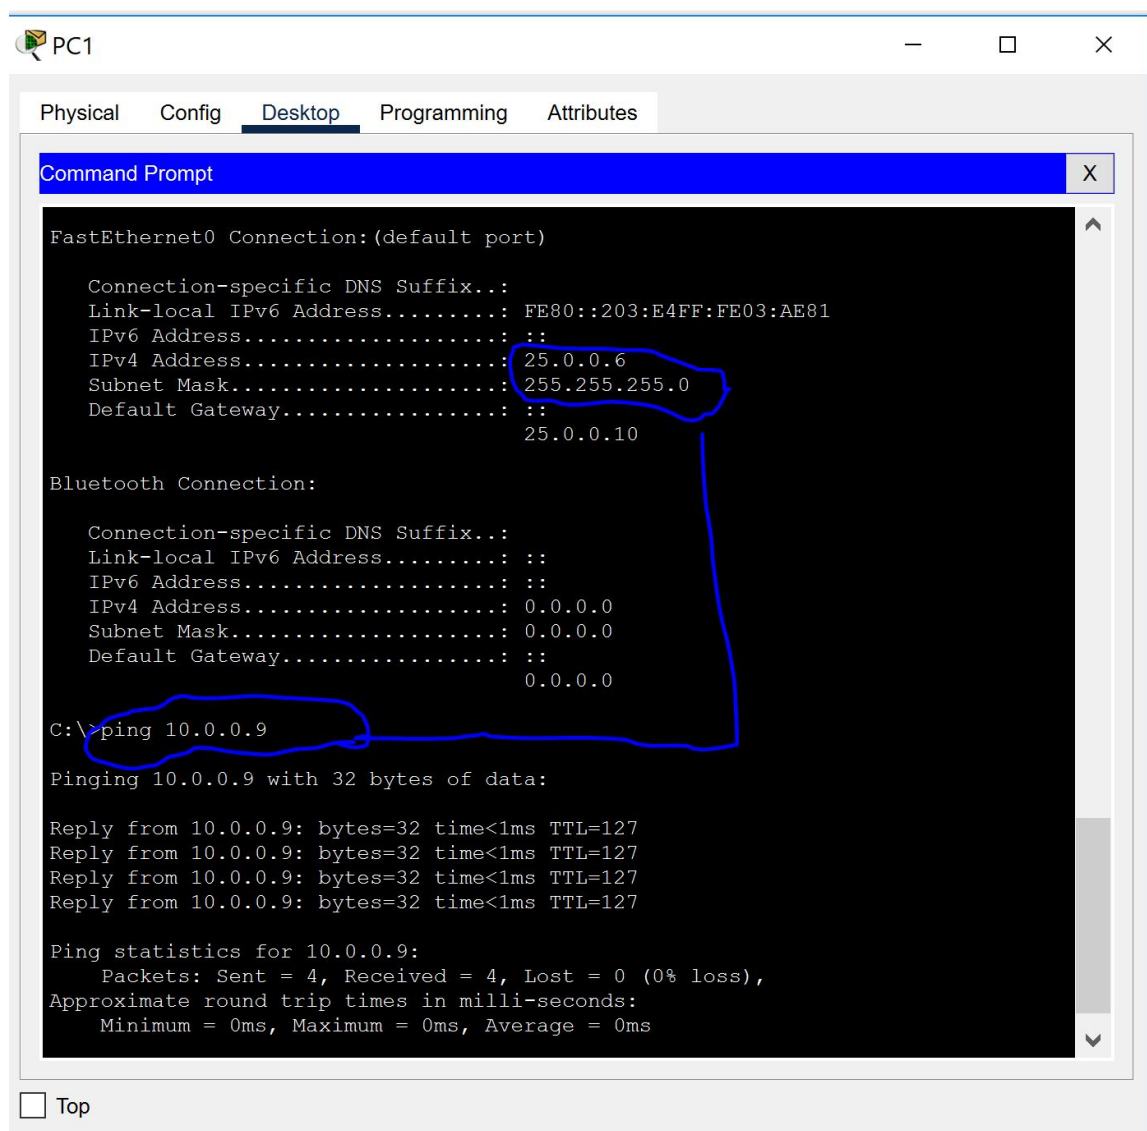 PC1
Physical Config Desktop Programming Attributes
Command Prompt X
FastEthernet0 Connection:(default port)
Connection-specific DNS Suffix..:
Link-local IPv6 Address.........: FE80::203:E4FF:FE03:AE81
IPv6 Address....................: ::
IPv4 Address....................: 25.0.0.6
Subnet Mask.....................: 255.255.255.0
Default Gateway.................: ::
25.0.0.10
Bluetooth Connection:
Connection-specific DNS Suffix..:
Link-local IPv6 Address.........: ::
IPv6 Address....................: ::
IPv4 Address....................: 0.0.0.0
Subnet Mask.....................: 0.0.0.0
Default Gateway.................: ::
0.0.0.0
C:\>ping 10.0.0.9
Pinging 10.0.0.9 with 32 bytes of data:
Reply from 10.0.0.9: bytes=32 time<1ms TTL=127
Reply from 10.0.0.9: bytes=32 time<1ms TTL=127
Reply from 10.0.0.9: bytes=32 time<1ms TTL=127
Reply from 10.0.0.9: bytes=32 time<1ms TTL=127
Ping statistics for 10.0.0.9:
Packets: Sent = 4, Received = 4, Lost = 0 (0% loss),
Approximate round trip times in milli-seconds:
Minimum = 0ms, Maximum = 0ms, Average = 0ms
Top